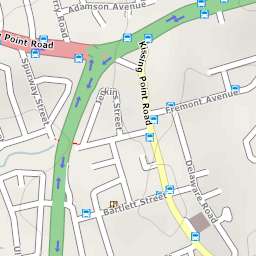 Adamson Avenue
Point Road
Kissing Point Road
Spurway Street
Jenkins Street
Fremont Avenue
Delaware Road
Bartlett Street